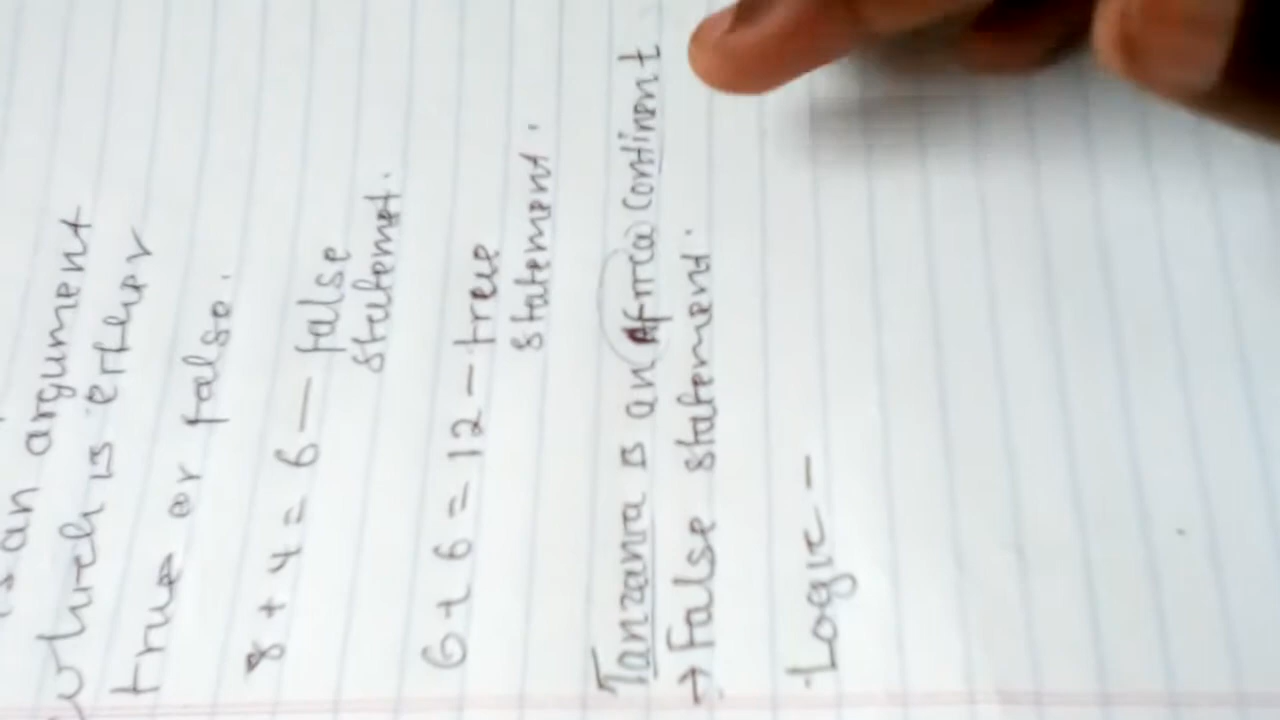 is an argument
which is either
true or false.
8 + 4 = 6 — false
statement.
6 + 6 = 12 — true
statement.
Tanzania is an Africa Continent
→ False statement.
Logic –